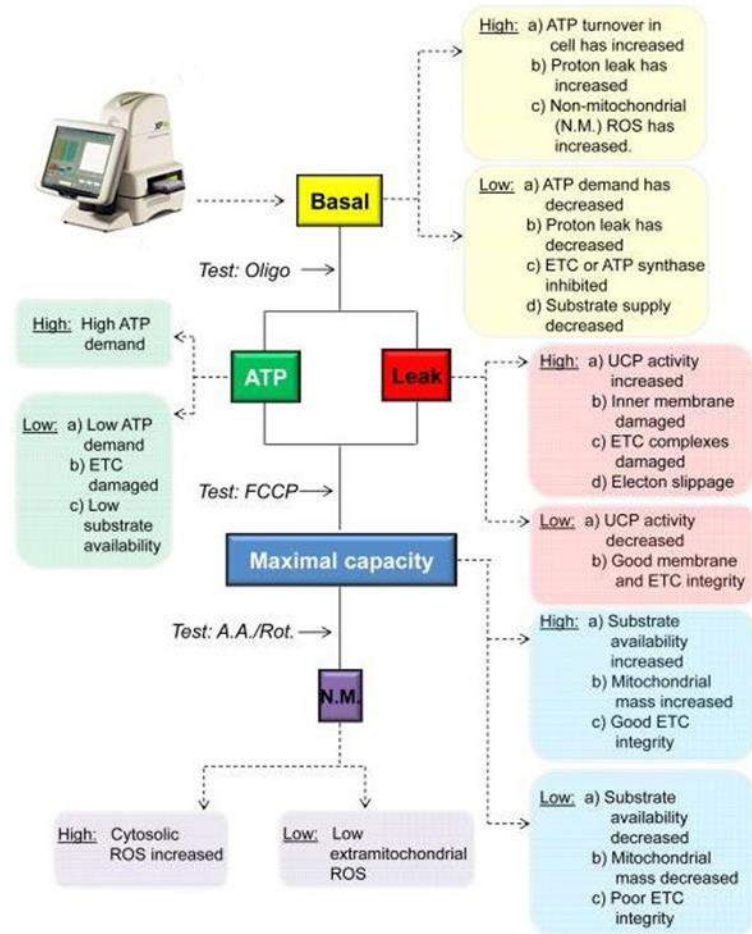 High: a) ATP turnover in
cell has increased
b) Proton leak has
increased
c) Non-mitochondrial
(N.M.) ROS has
increased.
Basal
Low: a) ATP demand has
decreased
b) Proton leak has
decreased
c) ETC or ATP synthase
inhibited
d) Substrate supply
decreased
Test: Oligo
High: High ATP
demand
ATP
Leak
High: a) UCP activity
increased
b) Inner membrane
damaged
c) ETC complexes
damaged
d) Electon slippage
Low: a) Low ATP
demand
b) ETC
damaged
c) Low
substrate
availability
Test: FCCP
Low: a) UCP activity
decreased
b) Good membrane
and ETC integrity
Maximal capacity
Test: A.A./Rot.
High: a) Substrate
availability
increased
b) Mitochondrial
mass increased
c) Good ETC
integrity
N.M.
High: Cytosolic
ROS increased
Low: Low
extramitochondrial
ROS
Low: a) Substrate
availability
decreased
b) Mitochondrial
mass decreased
c) Poor ETC
integrity